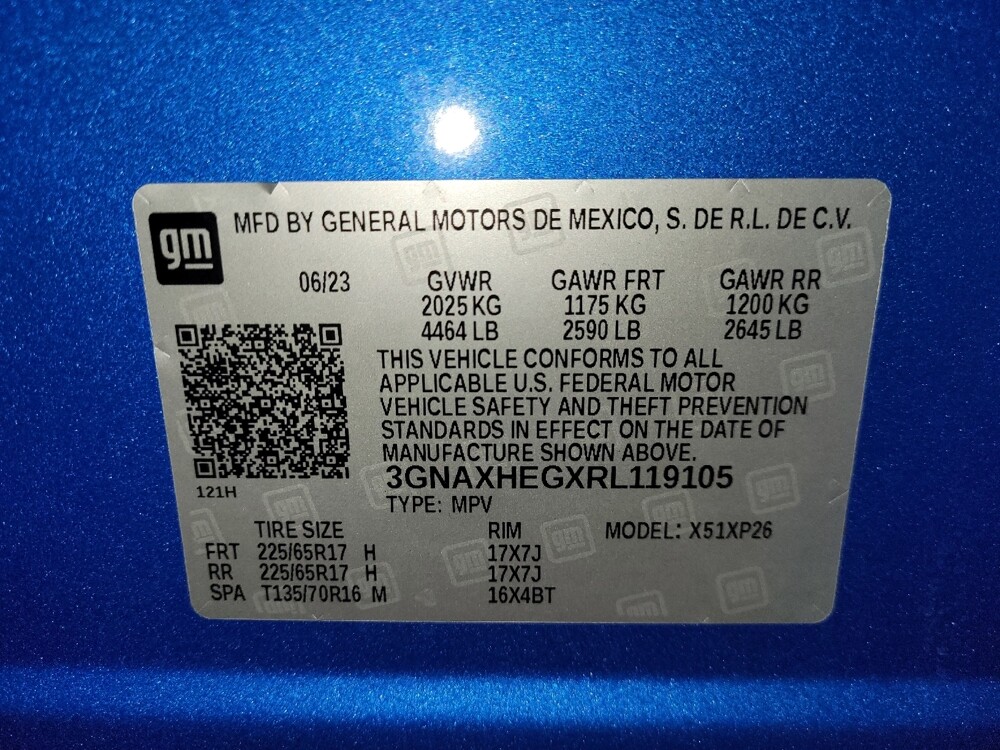 gm
MFD BY GENERAL MOTORS DE MEXICO, S. DE R.L. DE C.V.
06/23 GVWR GAWR FRT GAWR RR
2025 KG 1175 KG 1200 KG
4464 LB 2590 LB 2645 LB
THIS VEHICLE CONFORMS TO ALL
APPLICABLE U.S. FEDERAL MOTOR
VEHICLE SAFETY AND THEFT PREVENTION
STANDARDS IN EFFECT ON THE DATE OF
MANUFACTURE SHOWN ABOVE.
3GNAXHEGXRL119105
121H
TYPE: MPV
TIRE SIZE RIM MODEL: X51XP26
FRT 225/65R17 H 17X7J
RR 225/65R17 H 17X7J
SPA T135/70R16 M 16X4BT